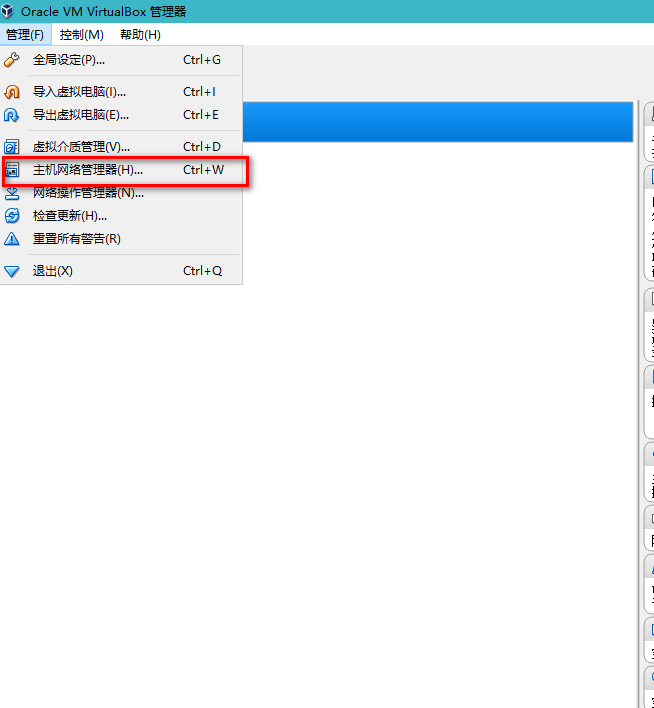 Oracle VM VirtualBox 管理器
管理(F) 控制(M) 帮助(H)
全局设定(P)... Ctrl+G
导入虚拟电脑(I)... Ctrl+I
导出虚拟电脑(E)... Ctrl+E
虚拟介质管理(V)... Ctrl+D
主机网络管理器(H)... Ctrl+W
网络操作管理器(N)...
检查更新(H)...
重置所有警告(R)
退出(X) Ctrl+Q